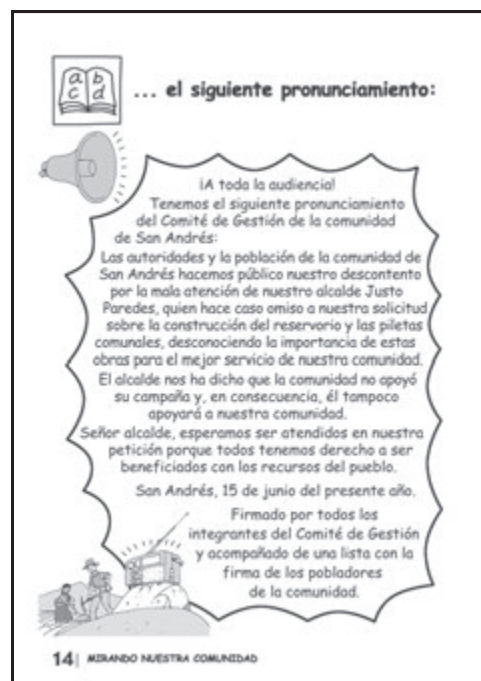 a b
c d
... el siguiente pronunciamiento:
¡A toda la audiencia!
Tenemos el siguiente pronunciamiento
del Comité de Gestión de la comunidad
de San Andrés:
Las autoridades y la población de la comunidad de
San Andrés hacemos público nuestro descontento
por la mala atención de nuestro alcalde Justo
Paredes, quien hace caso omiso a nuestra solicitud
sobre la construcción del reservorio y las piletas
comunales, desconociendo la importancia de estas
obras para el mejor servicio de nuestra comunidad.
El alcalde nos ha dicho que la comunidad no apoyó
su campaña y, en consecuencia, él tampoco
apoyará a nuestra comunidad.
Señor alcalde, esperamos ser atendidos en nuestra
petición porque todos tenemos derecho a ser
beneficiados con los recursos del pueblo.
San Andrés, 15 de junio del presente año.
Firmado por todos los
integrantes del Comité de Gestión
y acompañado de una lista con la
firma de los pobladores
de la comunidad.
14| MIRANDO NUESTRA COMUNIDAD